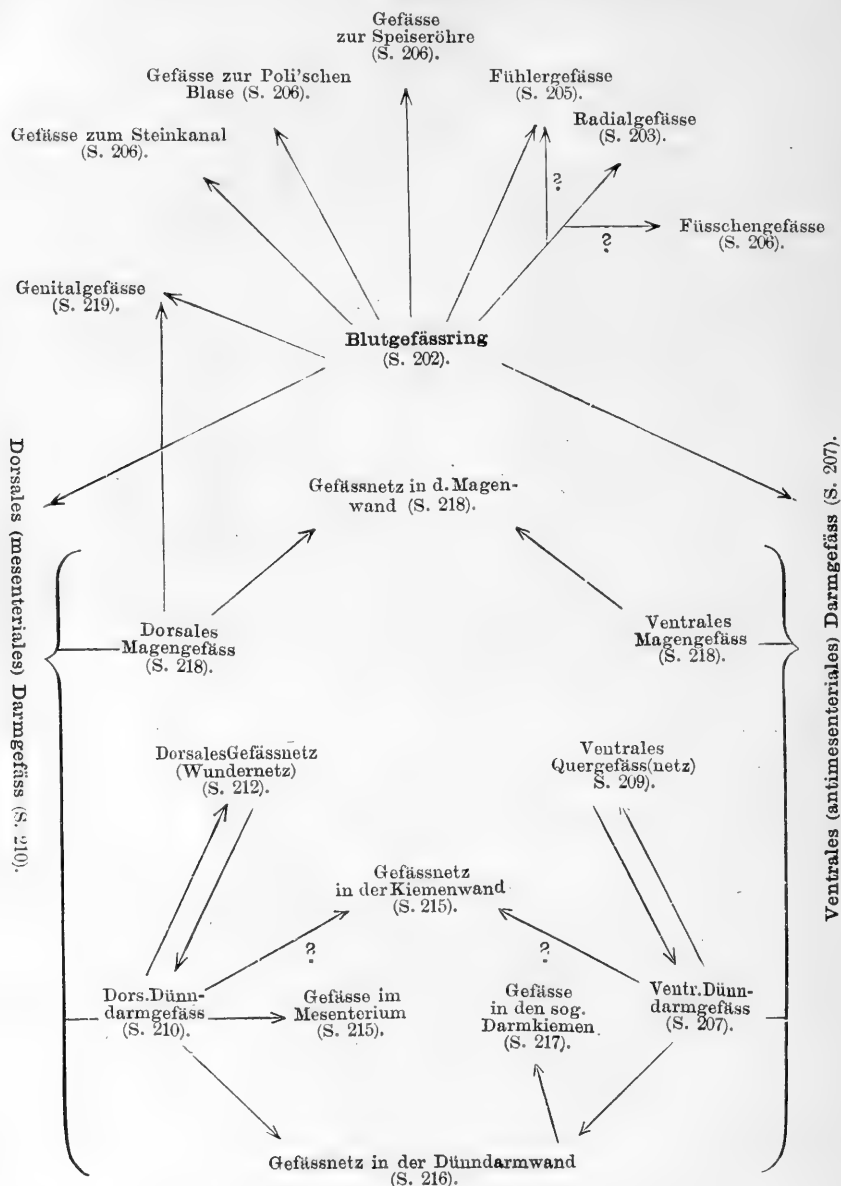 Gefässe
zur Speiseröhre
(S. 206).
Gefässe zur Poli'schen
Blase (S. 206).
Fühlergefässe
(S. 205).
Radialgefässe
(S. 203).
Gefässe zum Steinkanal
(S. 206).
?
?
Füsschengefässe
(S. 206).
Genitalgefässe
(S. 219).
Blutgefässring
(S. 202).
Dorsales (mesenteriales) Darmgefäss (S. 210).
Ventrales (antimesenteriales) Darmgefäss (S. 207).
Gefässnetz in d. Magen-
wand (S. 218).
Dorsales
Magengefäss
(S. 218).
Ventrales
Magengefäss
(S. 218).
Dorsales Gefässnetz
(Wundernetz)
(S. 212).
Ventrales
Quergefäss(netz)
S. 209).
Gefässnetz
in der Kiemenwand
(S. 215).
?
?
Dors. Dünn-
darmgefäss
(S. 210).
Gefässe im
Mesenterium
(S. 215).
Gefässe
in den sog.
Darmkiemen
(S. 217).
Ventr. Dünn-
darmgefäss
(S. 207).
Gefässnetz in der Dünndarmwand
(S. 216).